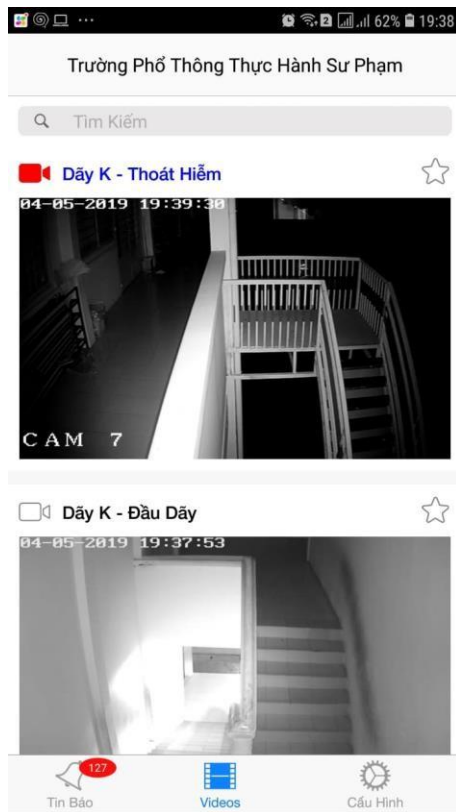 62% 19:38
Trường Phổ Thông Thực Hành Sư Phạm
Tìm Kiếm
Dãy K - Thoát Hiễm
04-05-2019 19:39:30
CAM 7
Dãy K - Đầu Dãy
04-05-2019 19:37:53
127
Tin Báo
Videos
Cấu Hình